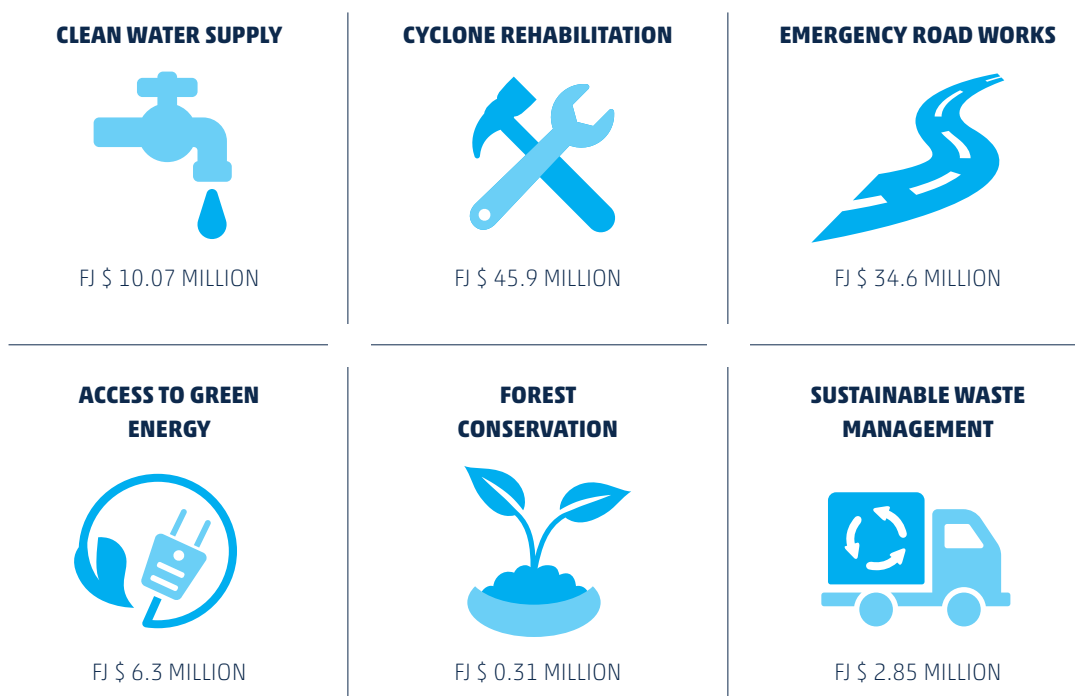 CLEAN WATER SUPPLY
FJ $ 10.07 MILLION
CYCLONE REHABILITATION
FJ $ 45.9 MILLION
EMERGENCY ROAD WORKS
FJ $ 34.6 MILLION
ACCESS TO GREEN
ENERGY
FJ $ 6.3 MILLION
FOREST
CONSERVATION
FJ $ 0.31 MILLION
SUSTAINABLE WASTE
MANAGEMENT
FJ $ 2.85 MILLION